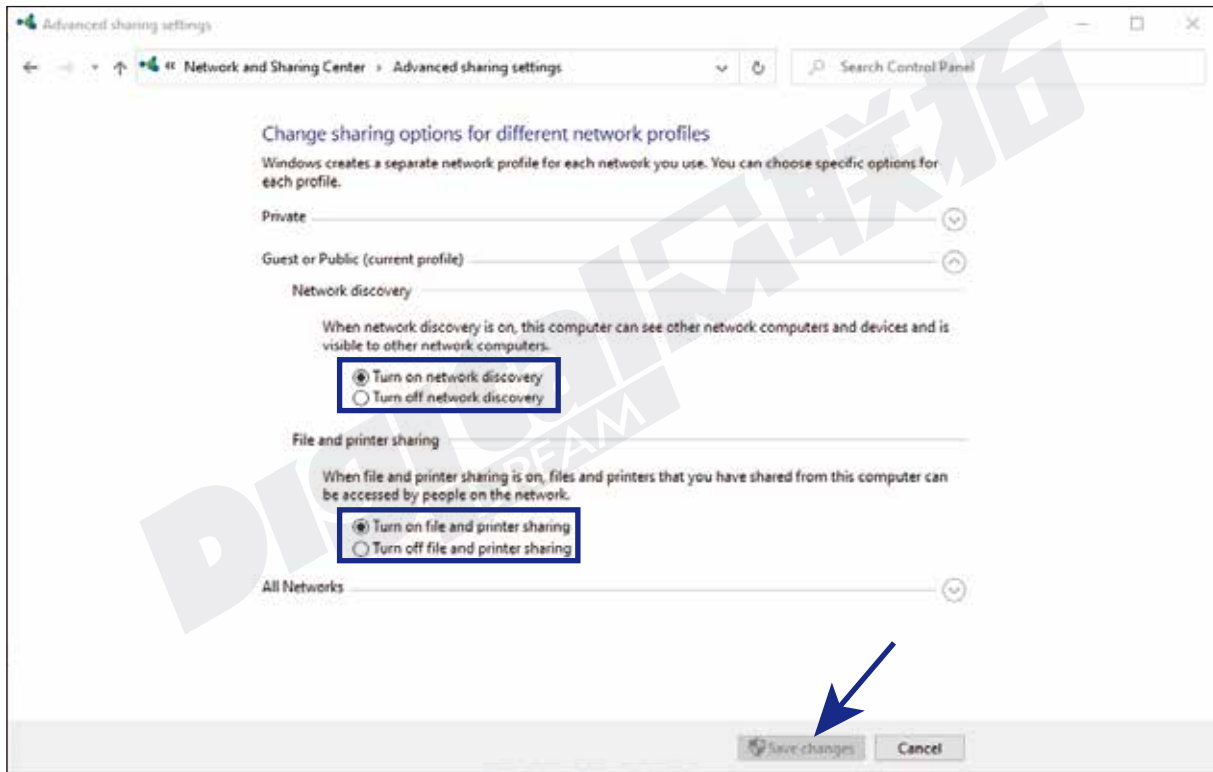 Advanced sharing settings
« Network and Sharing Center › Advanced sharing settings
Search Control Panel
Change sharing options for different network profiles
Windows creates a separate network profile for each network you use. You can choose specific options for
each profile.
Private
Guest or Public (current profile)
Network discovery
When network discovery is on, this computer can see other network computers and devices and is
visible to other network computers.
Turn on network discovery
Turn off network discovery
File and printer sharing
When file and printer sharing is on, files and printers that you have shared from this computer can
be accessed by people on the network.
Turn on file and printer sharing
Turn off file and printer sharing
All Networks
Save changes
Cancel
DIGITAL 联拓
STREAM